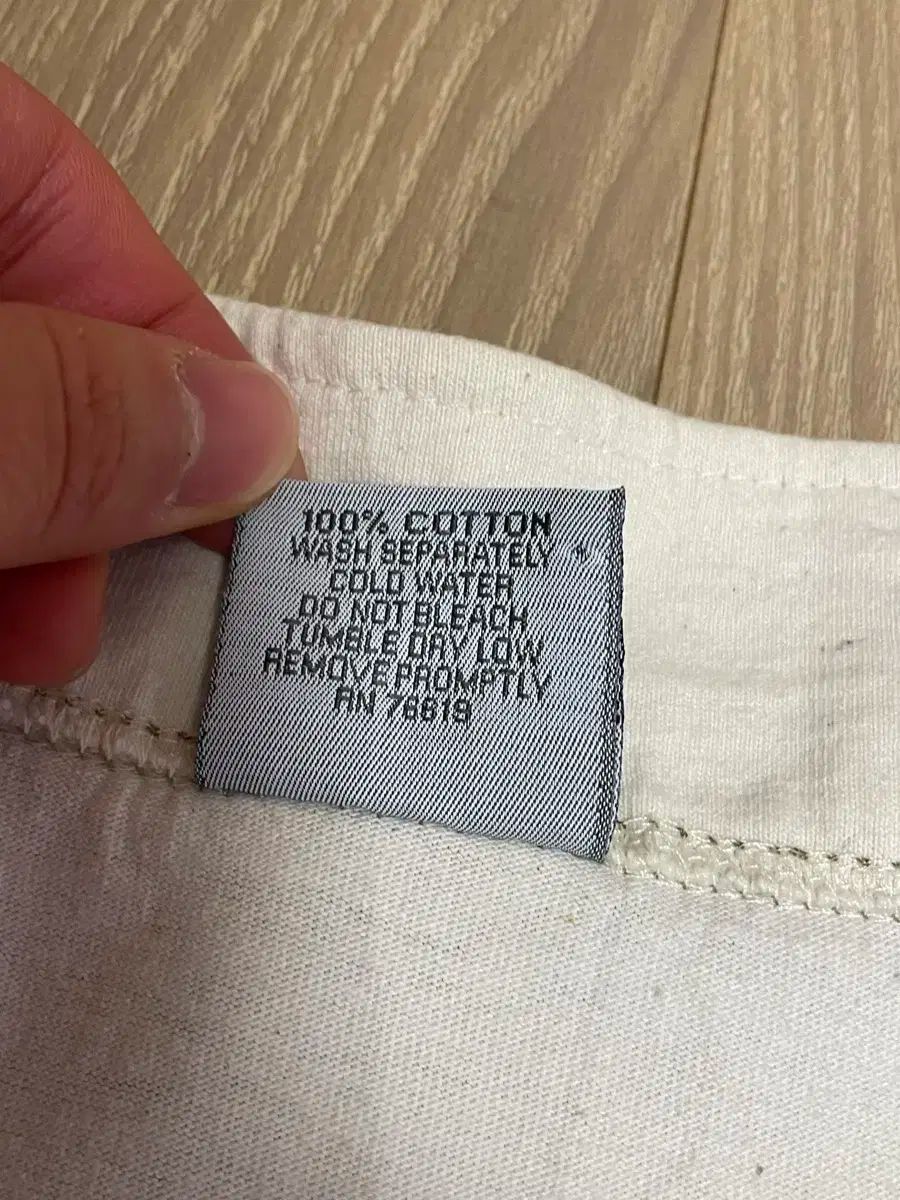 100% COTTON
WASH SEPARATELY
COLD WATER
DO NOT BLEACH
TUMBLE DRY LOW
REMOVE PROMPTLY
RN 76619